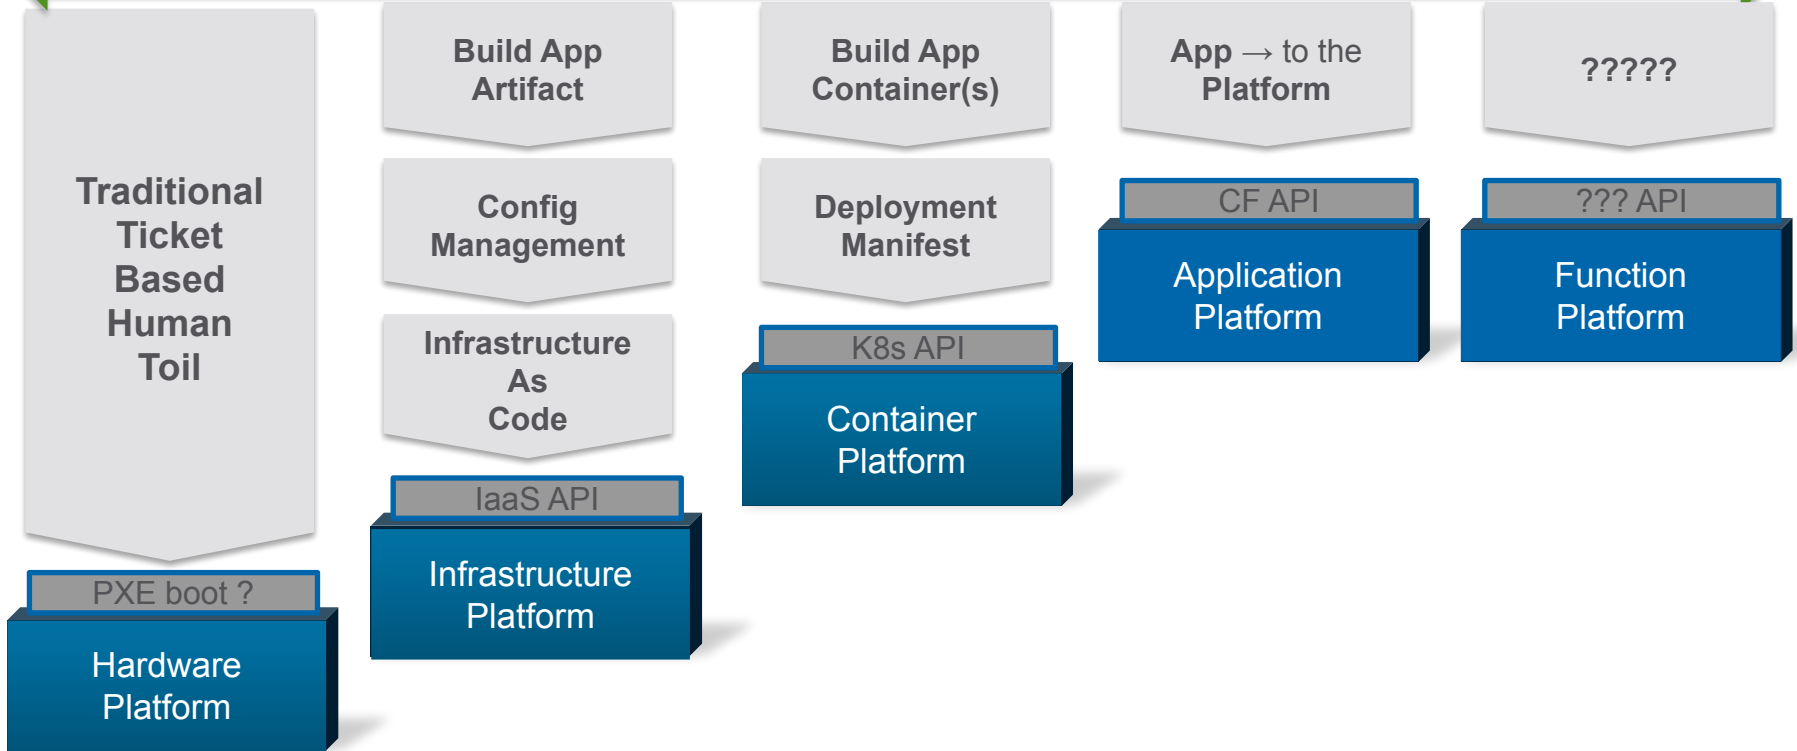 Traditional
Ticket
Based
Human
Toil
PXE boot ?
Hardware
Platform
Build App
Artifact
Config
Management
Infrastructure
As
Code
IaaS API
Infrastructure
Platform
Build App
Container(s)
Deployment
Manifest
K8s API
Container
Platform
App → to the
Platform
CF API
Application
Platform
?????
??? API
Function
Platform